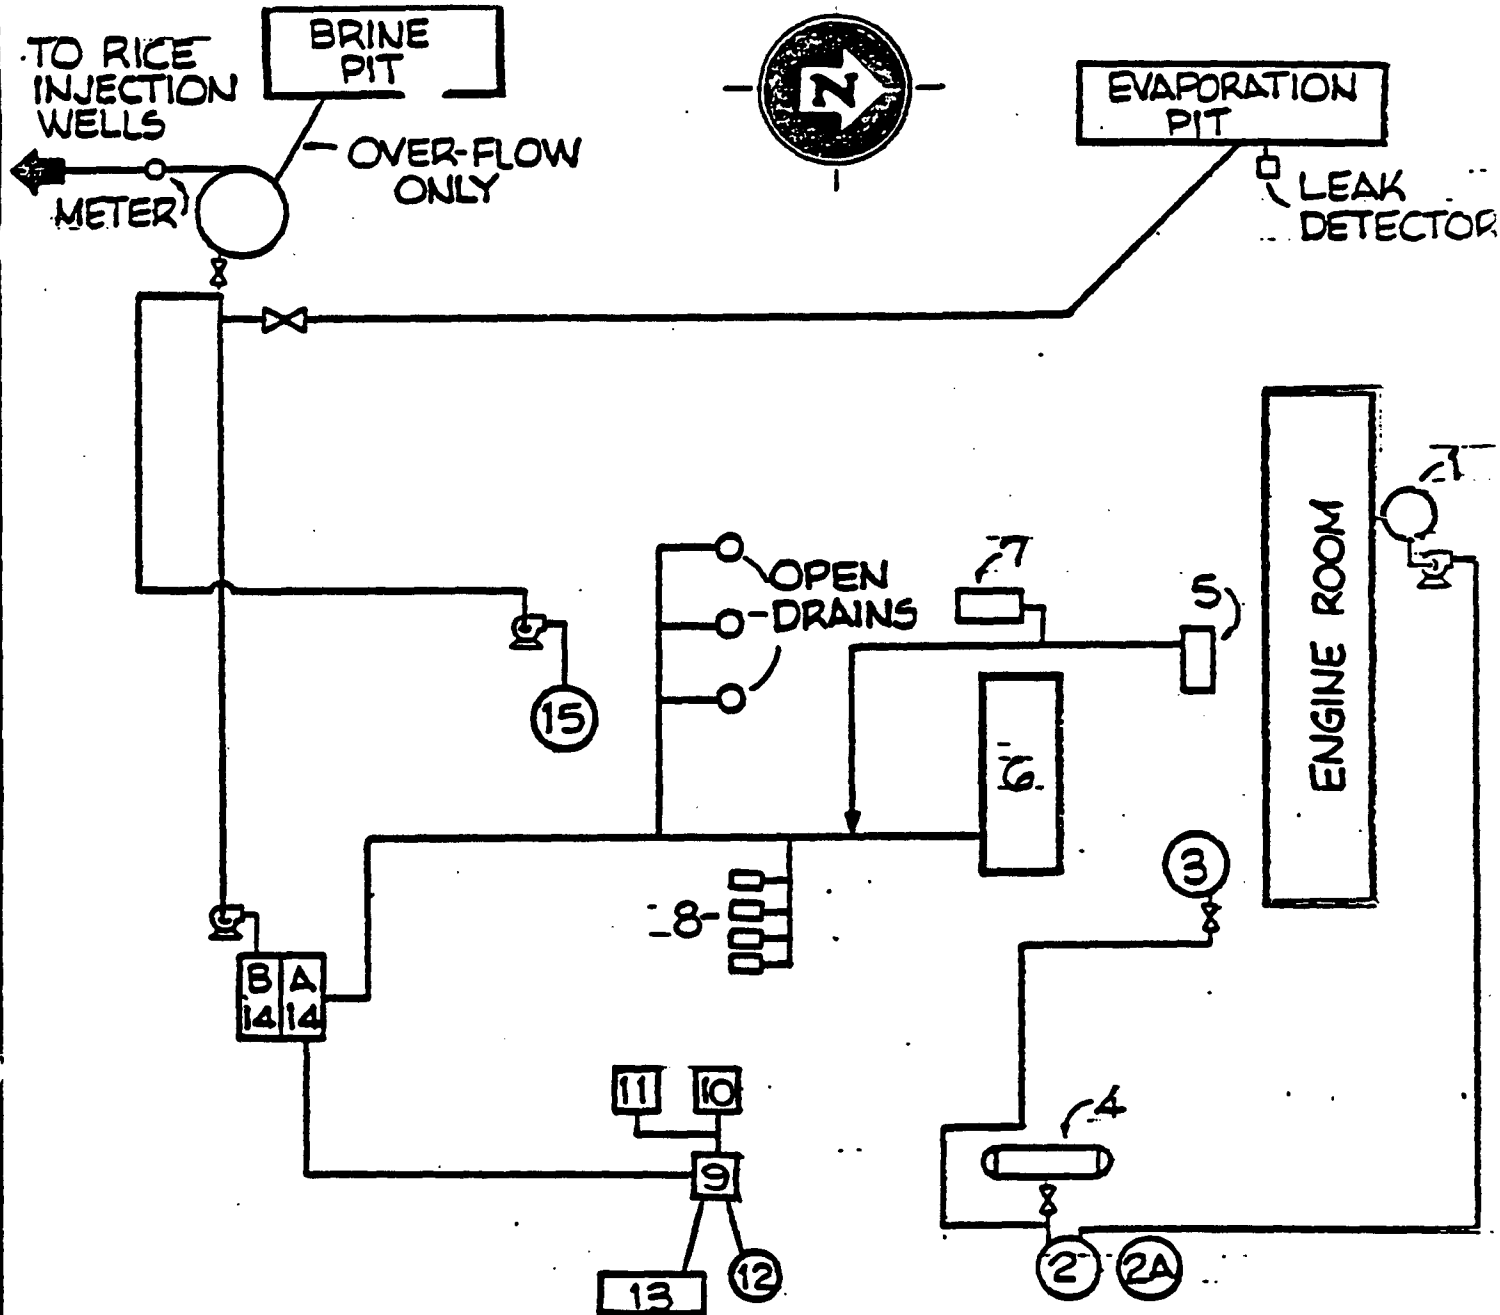 TO RICE
INJECTION
WELLS
BRINE
PIT
N
EVAPORATION
PIT
OVER-FLOW
ONLY
METER
LEAK
DETECTOR
1
ENGINE ROOM
7
OPEN
DRAINS
5
15
6
3
8
B
14
A
14
11
10
4
9
2
2A
12
13